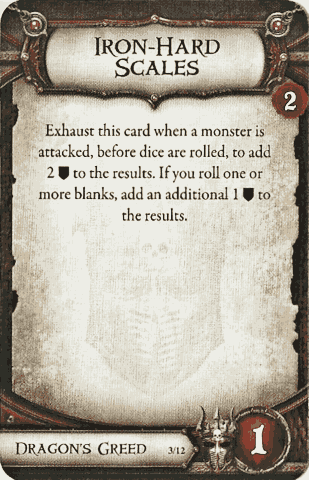 Iron-Hard
Scales
2
Exhaust this card when a monster is
attacked, before dice are rolled, to add
2 to the results. If you roll one or
more blanks, add an additional 1 to
the results.
Dragon's Greed 3/12
1